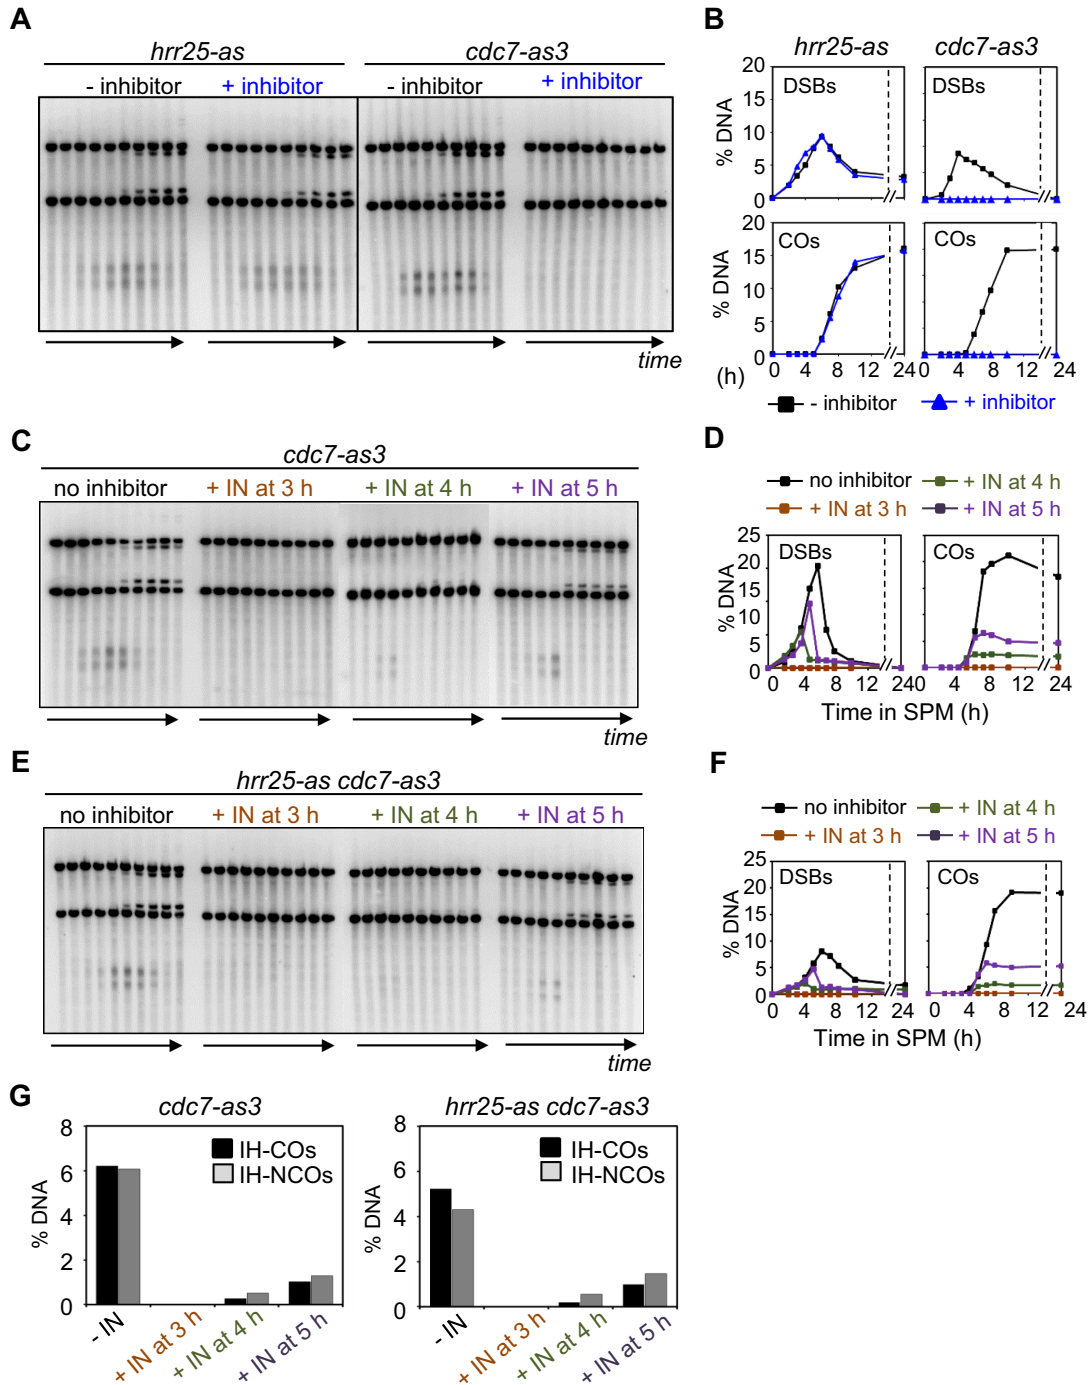 A
hrr25-as
cdc7-as3
- inhibitor
+ inhibitor
- inhibitor
+ inhibitor
time
B
hrr25-as
cdc7-as3
% DNA
20
15
10
5
0
DSBs
DSBs
% DNA
20
15
10
5
0
COs
COs
(h)
0 4 8 12 24
0 4 8 12 24
- inhibitor
+ inhibitor
C
cdc7-as3
no inhibitor
+ IN at 3 h
+ IN at 4 h
+ IN at 5 h
time
D
no inhibitor
+ IN at 4 h
+ IN at 3 h
+ IN at 5 h
% DNA
25
20
15
10
5
0
DSBs
COs
0 4 8 12 24
0 4 8 12 24
Time in SPM (h)
E
hrr25-as cdc7-as3
no inhibitor
+ IN at 3 h
+ IN at 4 h
+ IN at 5 h
time
F
no inhibitor
+ IN at 4 h
+ IN at 3 h
+ IN at 5 h
% DNA
25
20
15
10
5
0
DSBs
COs
0 4 8 12 24
0 4 8 12 24
Time in SPM (h)
G
cdc7-as3
% DNA
8
6
4
2
0
IH-COs
IH-NCOs
- IN
+ IN at 3 h
+ IN at 4 h
+ IN at 5 h
hrr25-as cdc7-as3
% DNA
8
6
4
2
0
IH-COs
IH-NCOs
- IN
+ IN at 3 h
+ IN at 4 h
+ IN at 5 h